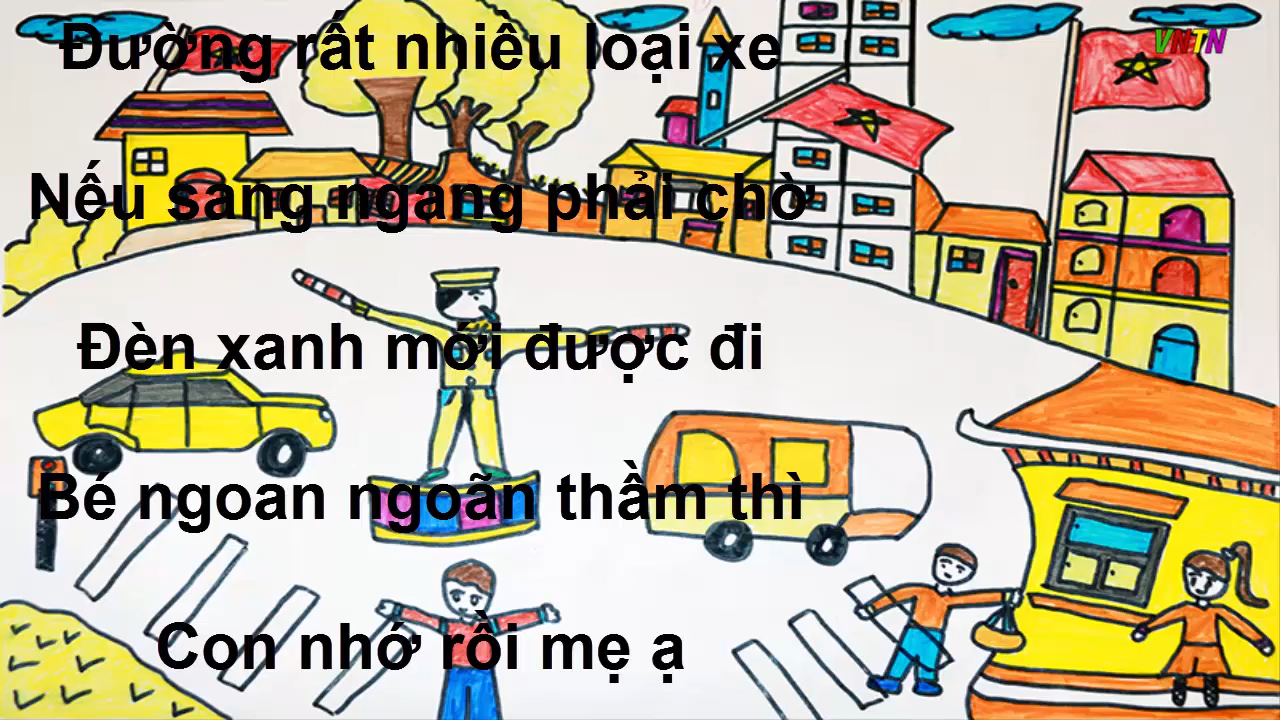 Đường rất nhiều loại xe
VNTN
Nếu sang ngang phải chờ
Đèn xanh mới được đi
Bé ngoan ngoãn thầm thì
Con nhớ rồi mẹ ạ